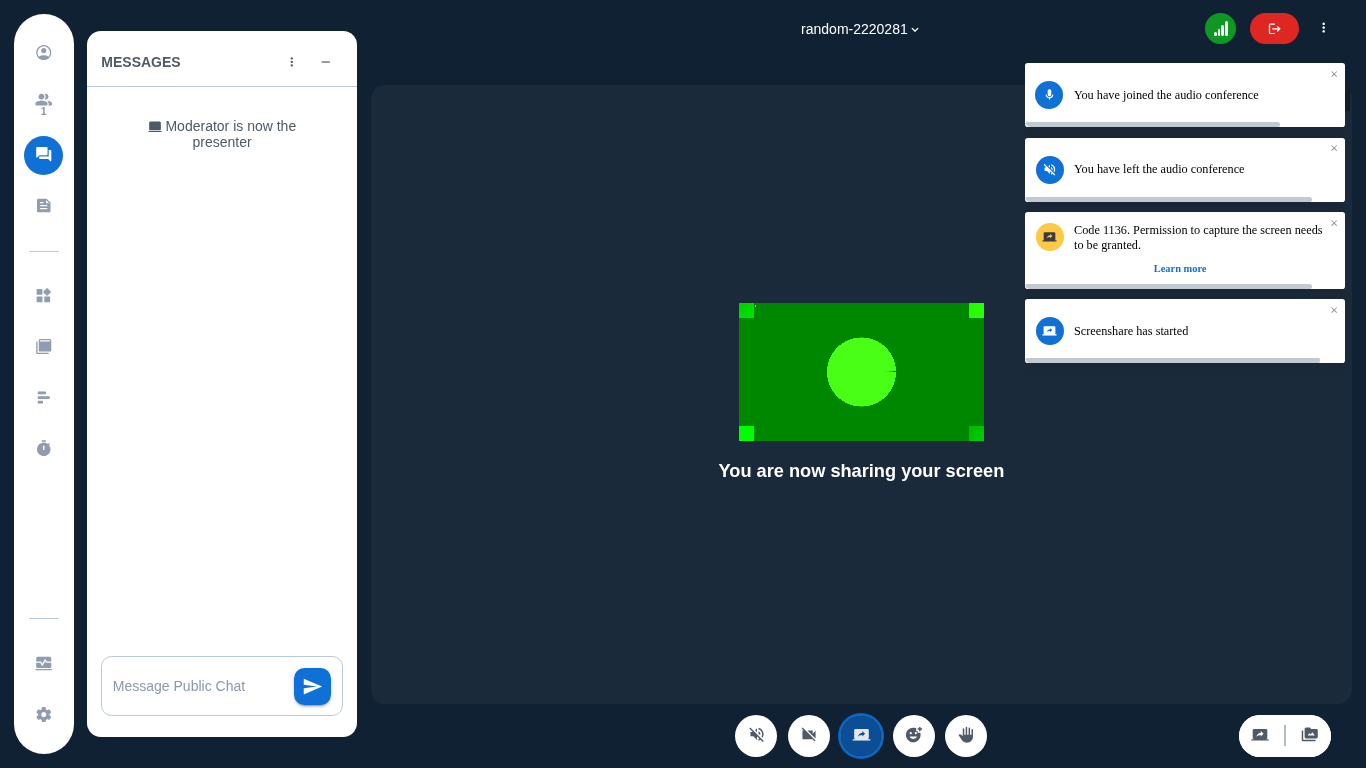 random-2220281
1
MESSAGES
Moderator is now the
presenter
You have joined the audio conference
You have left the audio conference
Code 1136. Permission to capture the screen needs
to be granted.
Learn more
Screenshare has started
You are now sharing your screen
Message Public Chat